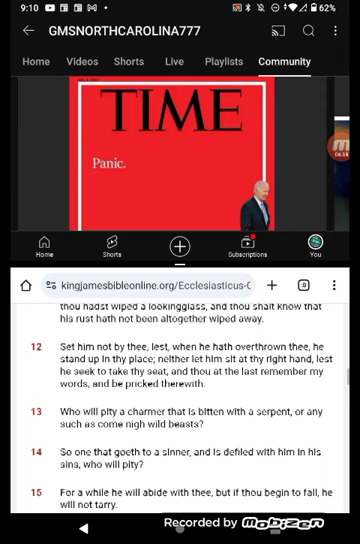 9:10
62%
GMSNORTHCAROLINA777
Home Videos Shorts Live Playlists Community
TIME
Panic.
Home Shorts Subscriptions You
kingjamesbibleonline.org/Ecclesiasticus-C
thou hadst wiped a lookingglass, and thou shalt know that
his rust hath not been altogether wiped away.
12 Set him not by thee, lest, when he hath overthrown thee, he
stand up in thy place; neither let him sit at thy right hand, lest
he seek to take thy seat, and thou at the last remember my
words, and be pricked therewith.
13 Who will pity a charmer that is bitten with a serpent, or any
such as come nigh wild beasts?
14 So one that goeth to a sinner, and is defiled with him in his
sins, who will pity?
15 For a while he will abide with thee, but if thou begin to fall, he
will not tarry.
Recorded by mobizen